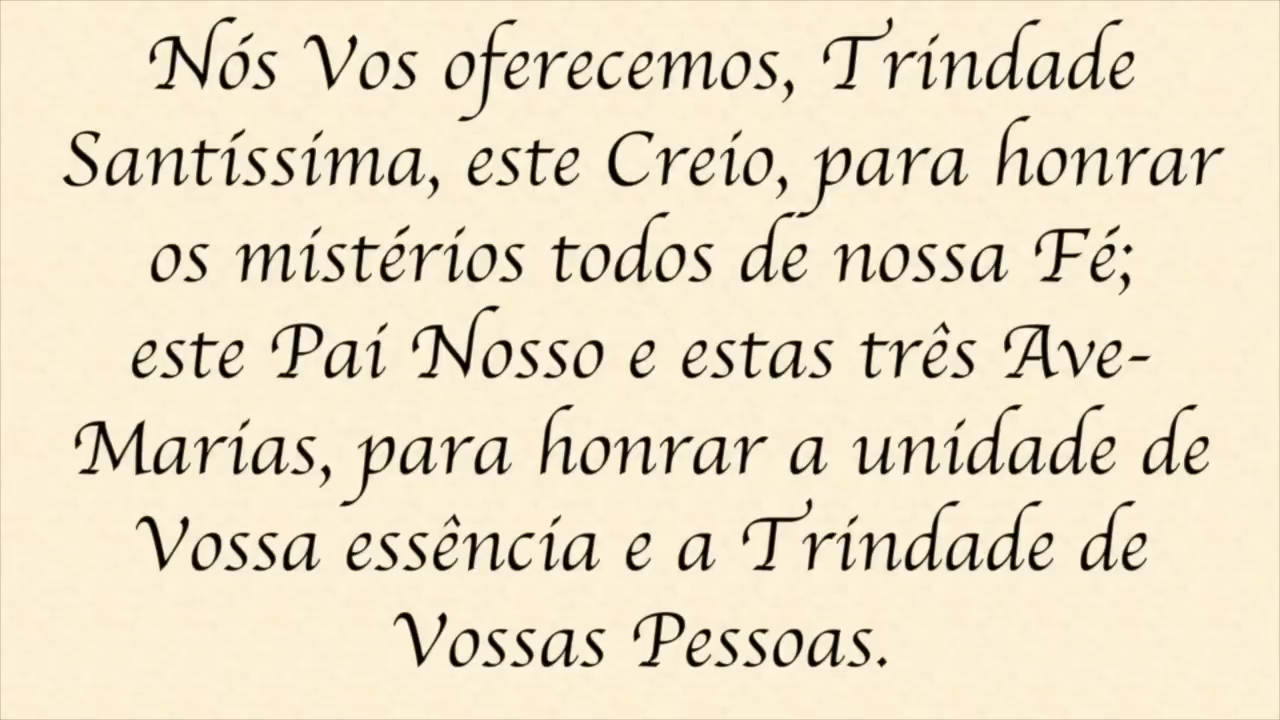 Nós Vos oferecemos, Trindade
Santíssima, este Creio, para honrar
os mistérios todos de nossa Fé;
este Pai Nosso e estas três Ave-
Marias, para honrar a unidade de
Vossa essência e a Trindade de
Vossas Pessoas.